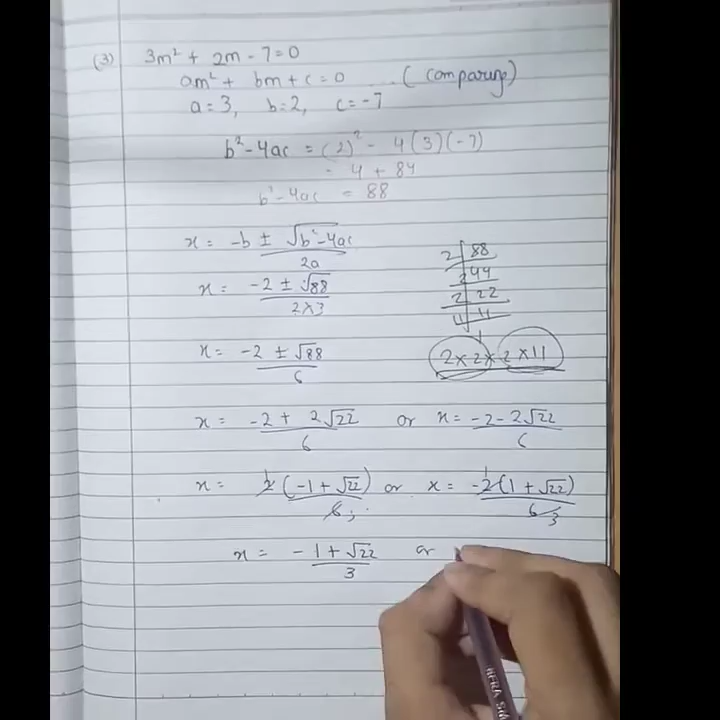 (3) 3m² + 2m - 7 = 0
am² + bm + c = 0 ... (comparing)
a = 3, b = 2, c = -7
b² - 4ac = (2)² - 4(3)(-7)
= 4 + 84
b² - 4ac = 88
x = -b ± √b² - 4ac / 2a
x = -2 ± √88 / 2×3
2 | 88
2 | 44
2 | 22
11 | 11
1
x = -2 ± √88 / 6
2 × 2 × 2 × 11
x = -2 + 2√22 / 6 or x = -2 - 2√22 / 6
x = 2 1 (-1 + √22) / 6 3 or x = -2 1 (1 + √22) / 6 3
x = -1 + √22 / 3 or